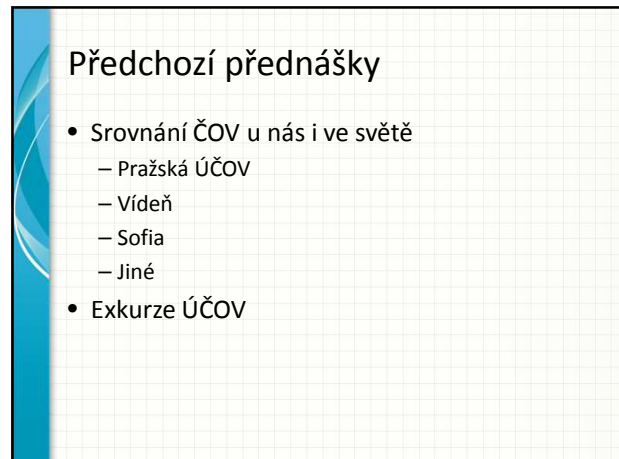 Předchozí přednášky
• Srovnání ČOV u nás i ve světě
– Pražská ÚČOV
– Vídeň
– Sofia
– Jiné
• Exkurze ÚČOV